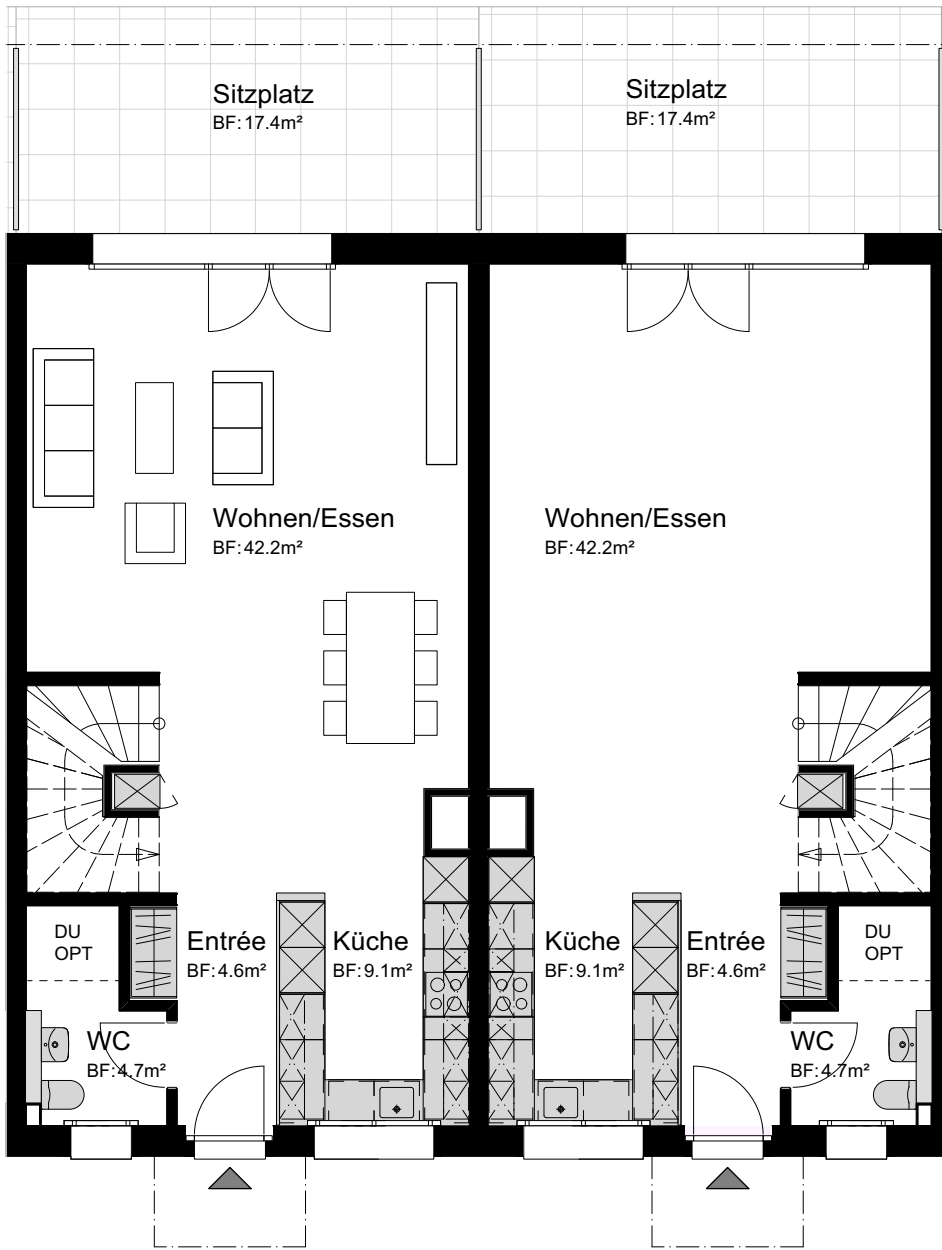 Sitzplatz
BF: 17.4m²
Sitzplatz
BF: 17.4m²
Wohnen/Essen
BF: 42.2m²
Wohnen/Essen
BF: 42.2m²
DU
OPT
Entrée
BF: 4.6m²
Küche
BF: 9.1m²
Küche
BF: 9.1m²
Entrée
BF: 4.6m²
DU
OPT
WC
BF: 4.7m²
WC
BF: 4.7m²